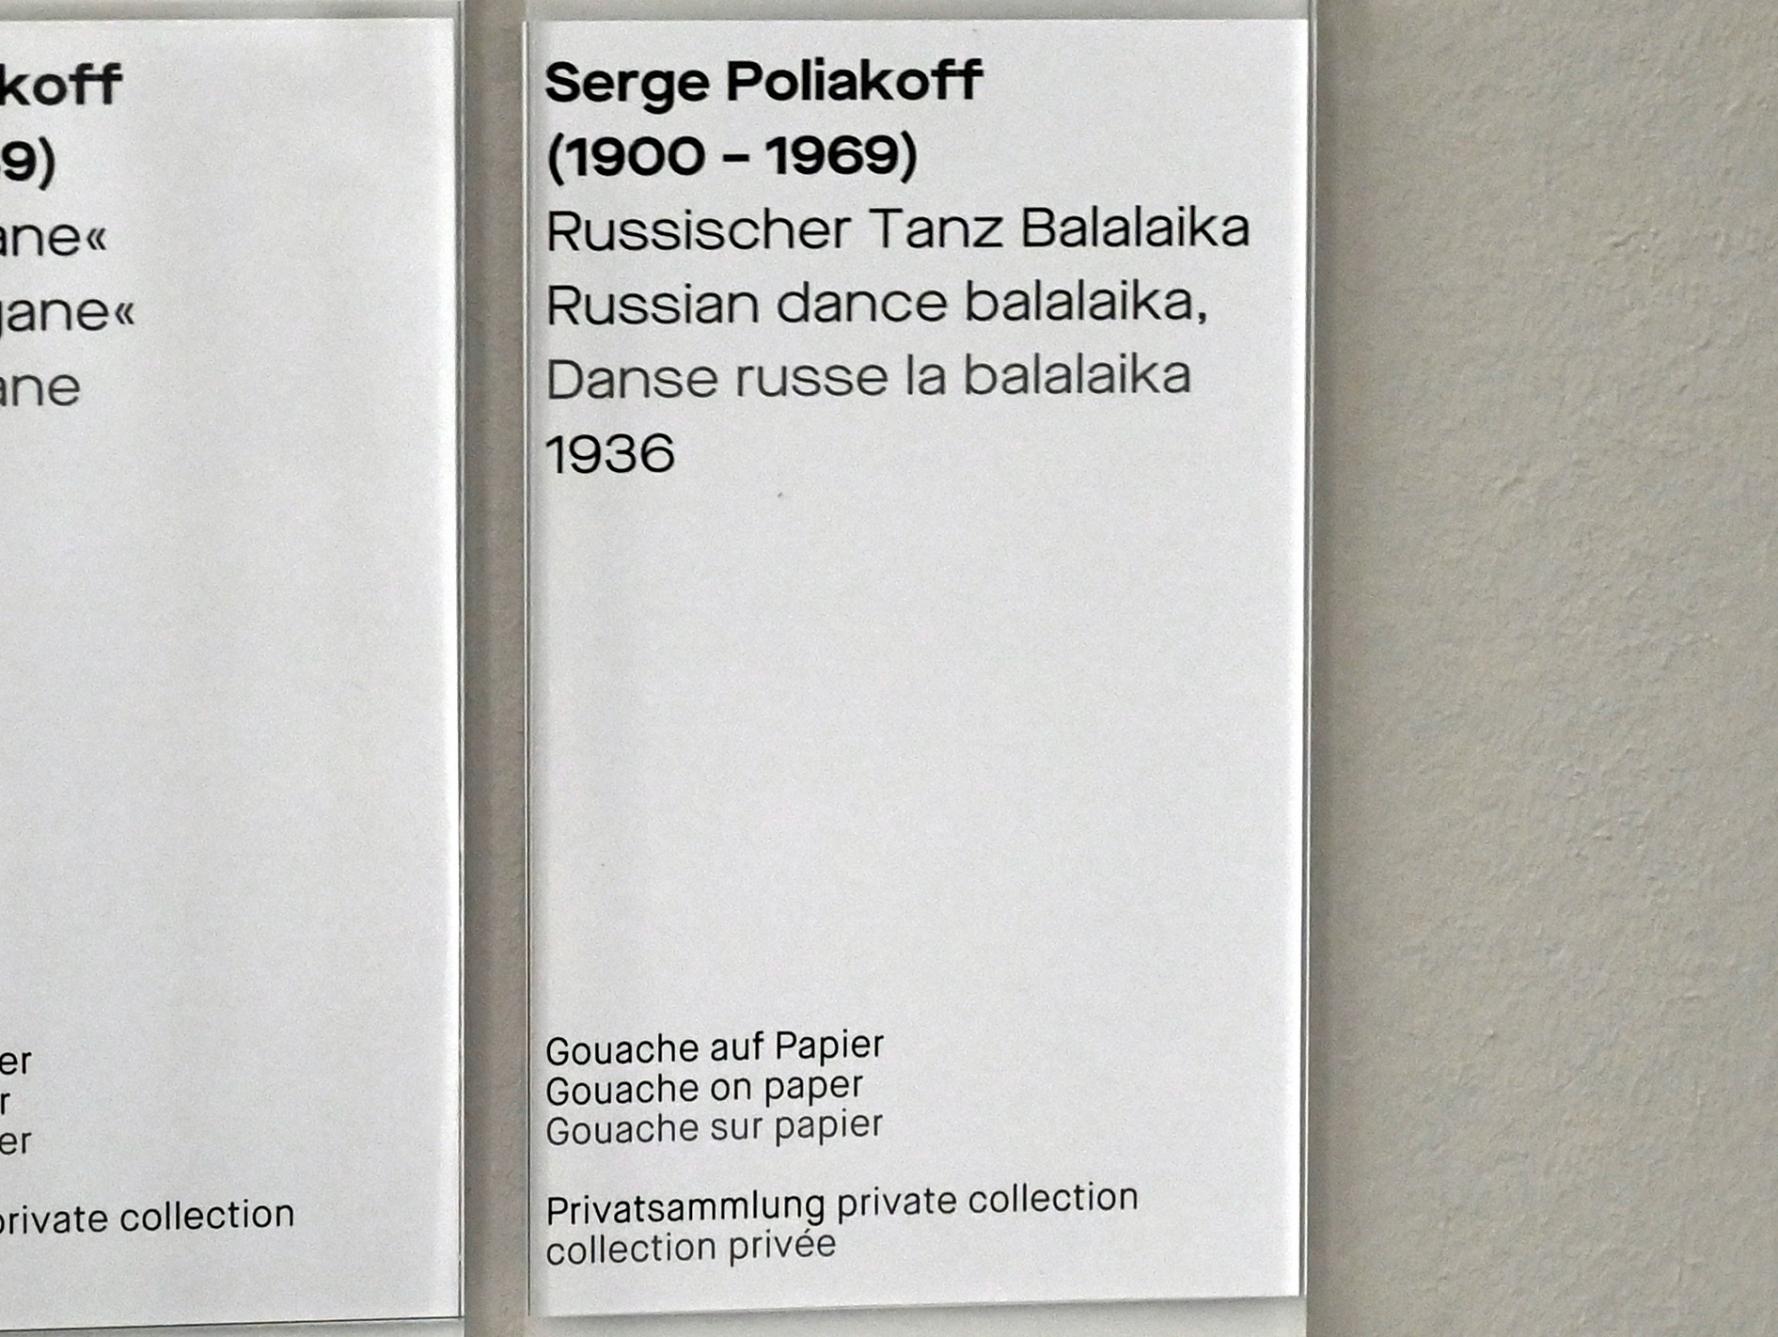 koff
9)
ane«
gane«
ane
er
r
er
private collection
Serge Poliakoff
(1900 – 1969)
Russischer Tanz Balalaika
Russian dance balalaika,
Danse russe la balalaika
1936
Gouache auf Papier
Gouache on paper
Gouache sur papier
Privatsammlung private collection
collection privée